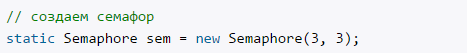 // создаем семафор
static Semaphore sem = new Semaphore(3, 3);